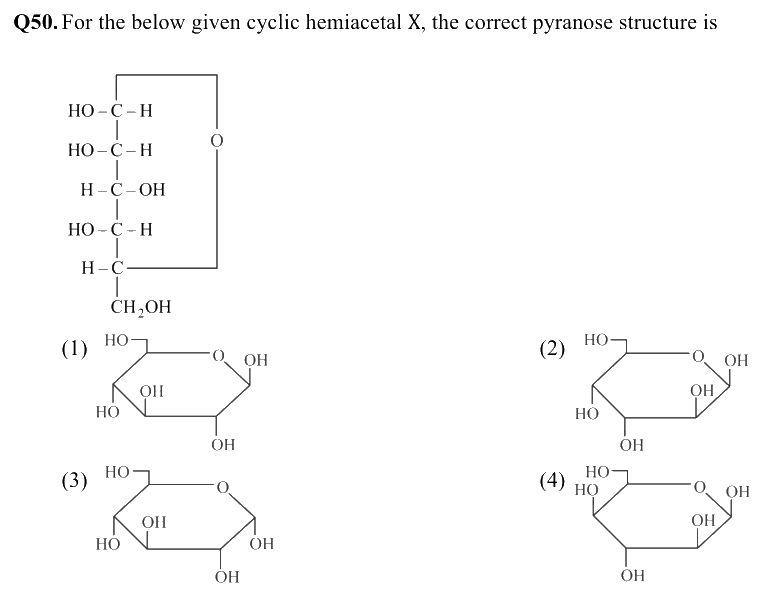 Q50. For the below given cyclic hemiacetal X, the correct pyranose structure is
HO–C–H
HO–C–H
O
H–C–OH
HO–C–H
H–C
CH₂OH
(1)
HO
O
OH
OH
HO
OH
(2)
HO
O
OH
OH
HO
OH
(3)
HO
O
OH
HO
OH
OH
(4)
HO
HO
O
OH
OH
OH